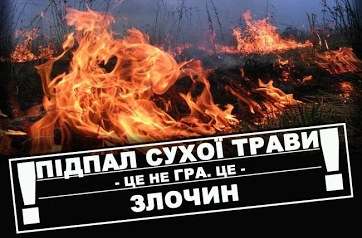 ! ПІДПАЛ СУХОЇ ТРАВИ !
- ЦЕ НЕ ГРА. ЦЕ -
ЗЛОЧИН